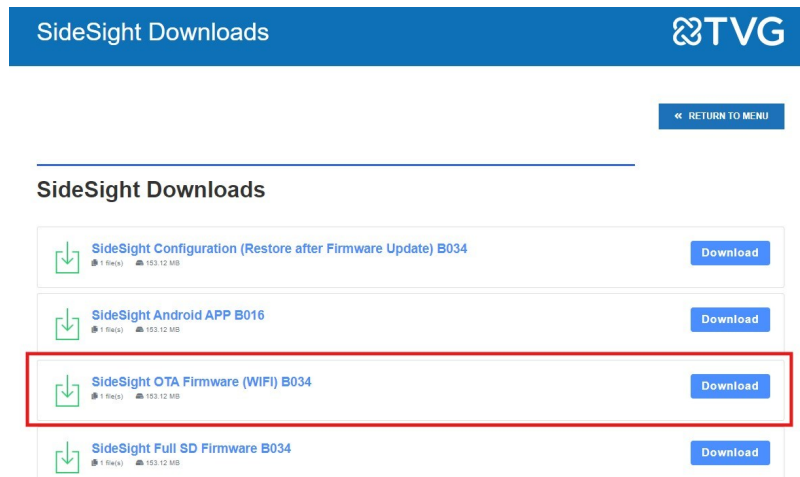 SideSight Downloads
TVG
« RETURN TO MENU
SideSight Downloads
SideSight Configuration (Restore after Firmware Update) B034
1 file(s) 153.12 MB
Download
SideSight Android APP B016
1 file(s) 153.12 MB
Download
SideSight OTA Firmware (WIFI) B034
1 file(s) 153.12 MB
Download
SideSight Full SD Firmware B034
1 file(s) 153.12 MB
Download